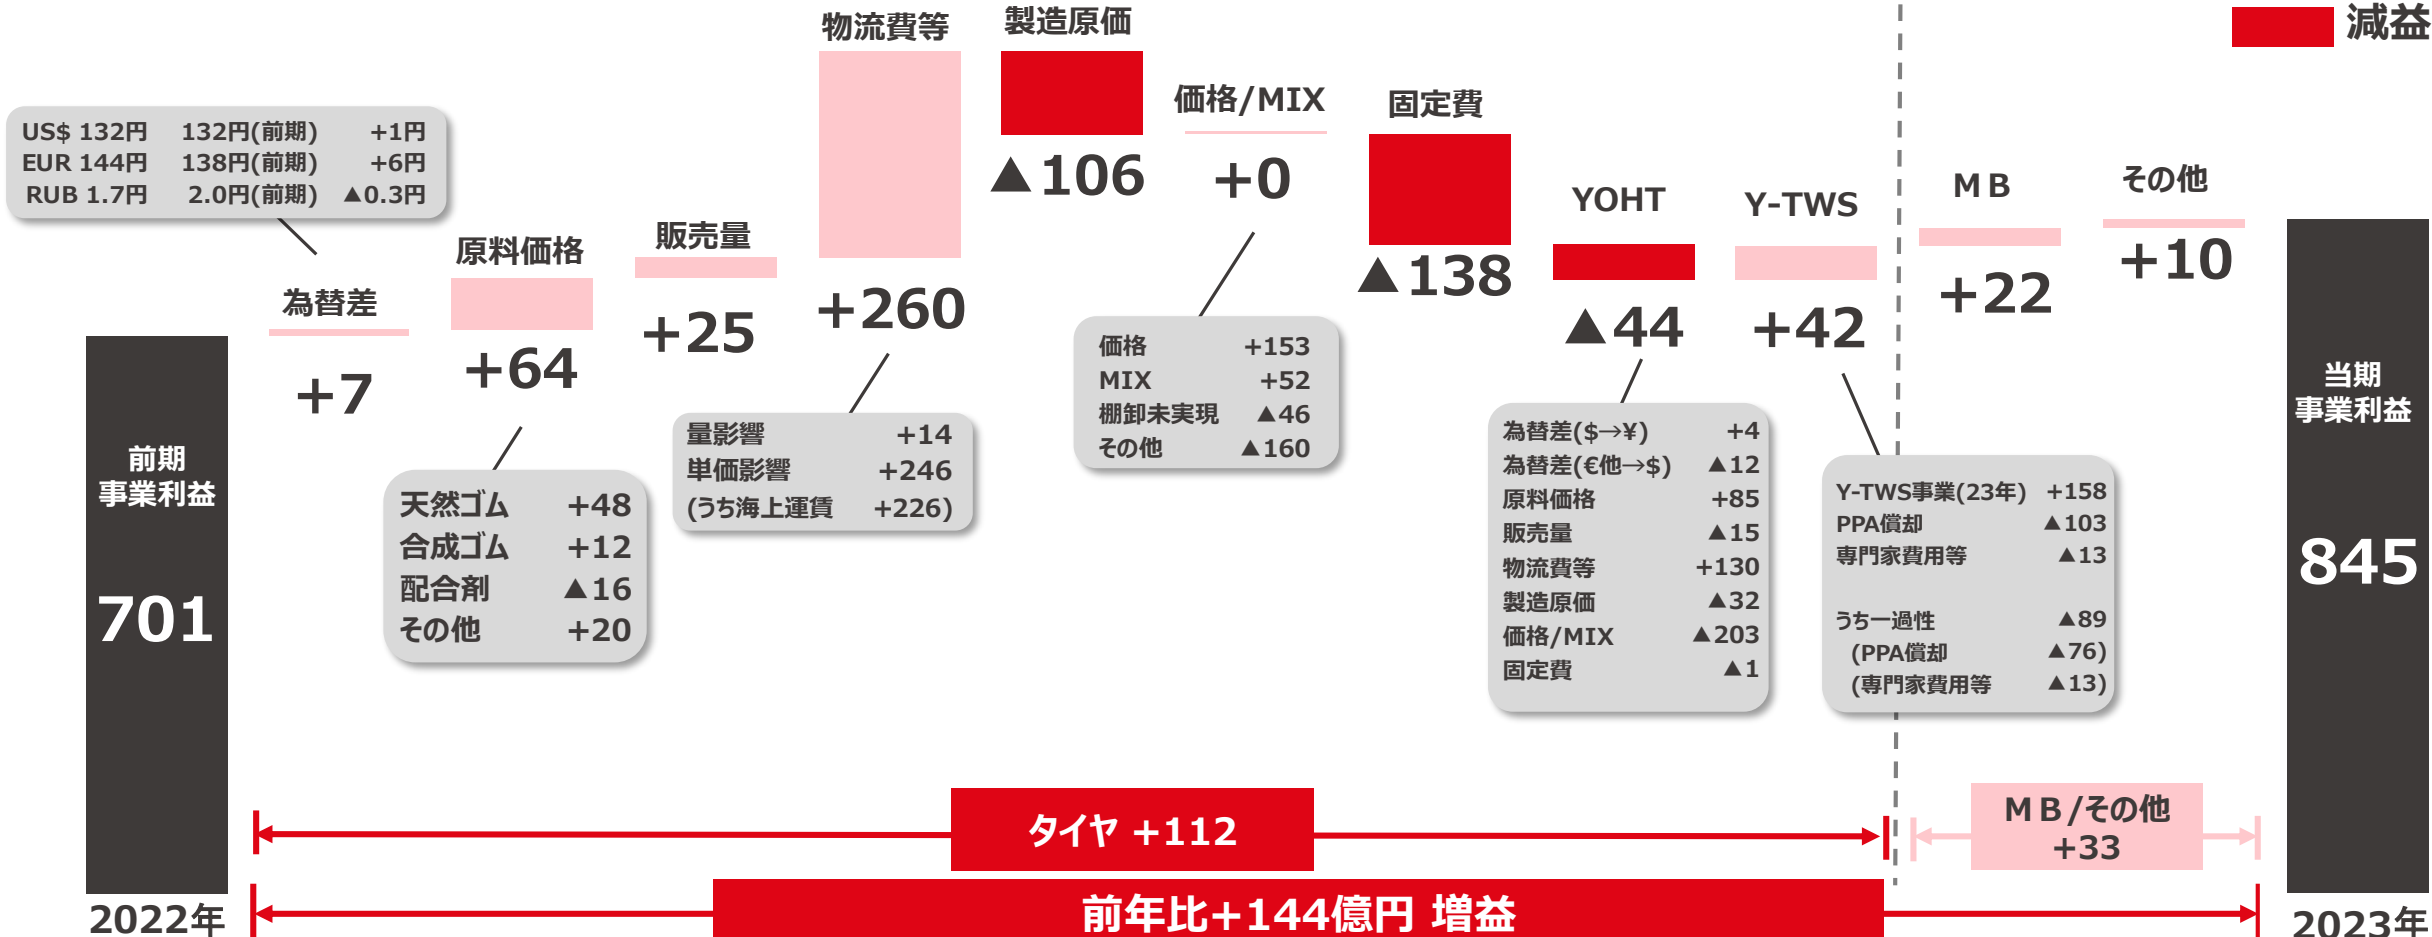 減益
物流費等
製造原価
価格/MIX
固定費
US$ 132円 132円(前期) +1円
EUR 144円 138円(前期) +6円
RUB 1.7円 2.0円(前期) ▲0.3円
▲106
+0
YOHT
Y-TWS
ＭＢ
その他
原料価格
販売量
為替差
▲138
+10
+22
+260
+25
▲44
+42
+64
+7
前期
事業利益
701
当期
事業利益
845
天然ゴム +48
合成ゴム +12
配合剤 ▲16
その他 +20
量影響 +14
単価影響 +246
(うち海上運賃 +226)
価格 +153
MIX +52
棚卸未実現 ▲46
その他 ▲160
為替差($→¥) +4
為替差(€他→$) ▲12
原料価格 +85
販売量 ▲15
物流費等 +130
製造原価 ▲32
価格/MIX ▲203
固定費 ▲1
Y-TWS事業(23年) +158
PPA償却 ▲103
専門家費用等 ▲13
うち一過性 ▲89
(PPA償却 ▲76)
(専門家費用等 ▲13)
タイヤ +112
ＭＢ/その他
+33
前年比+144億円 増益
2022年
2023年